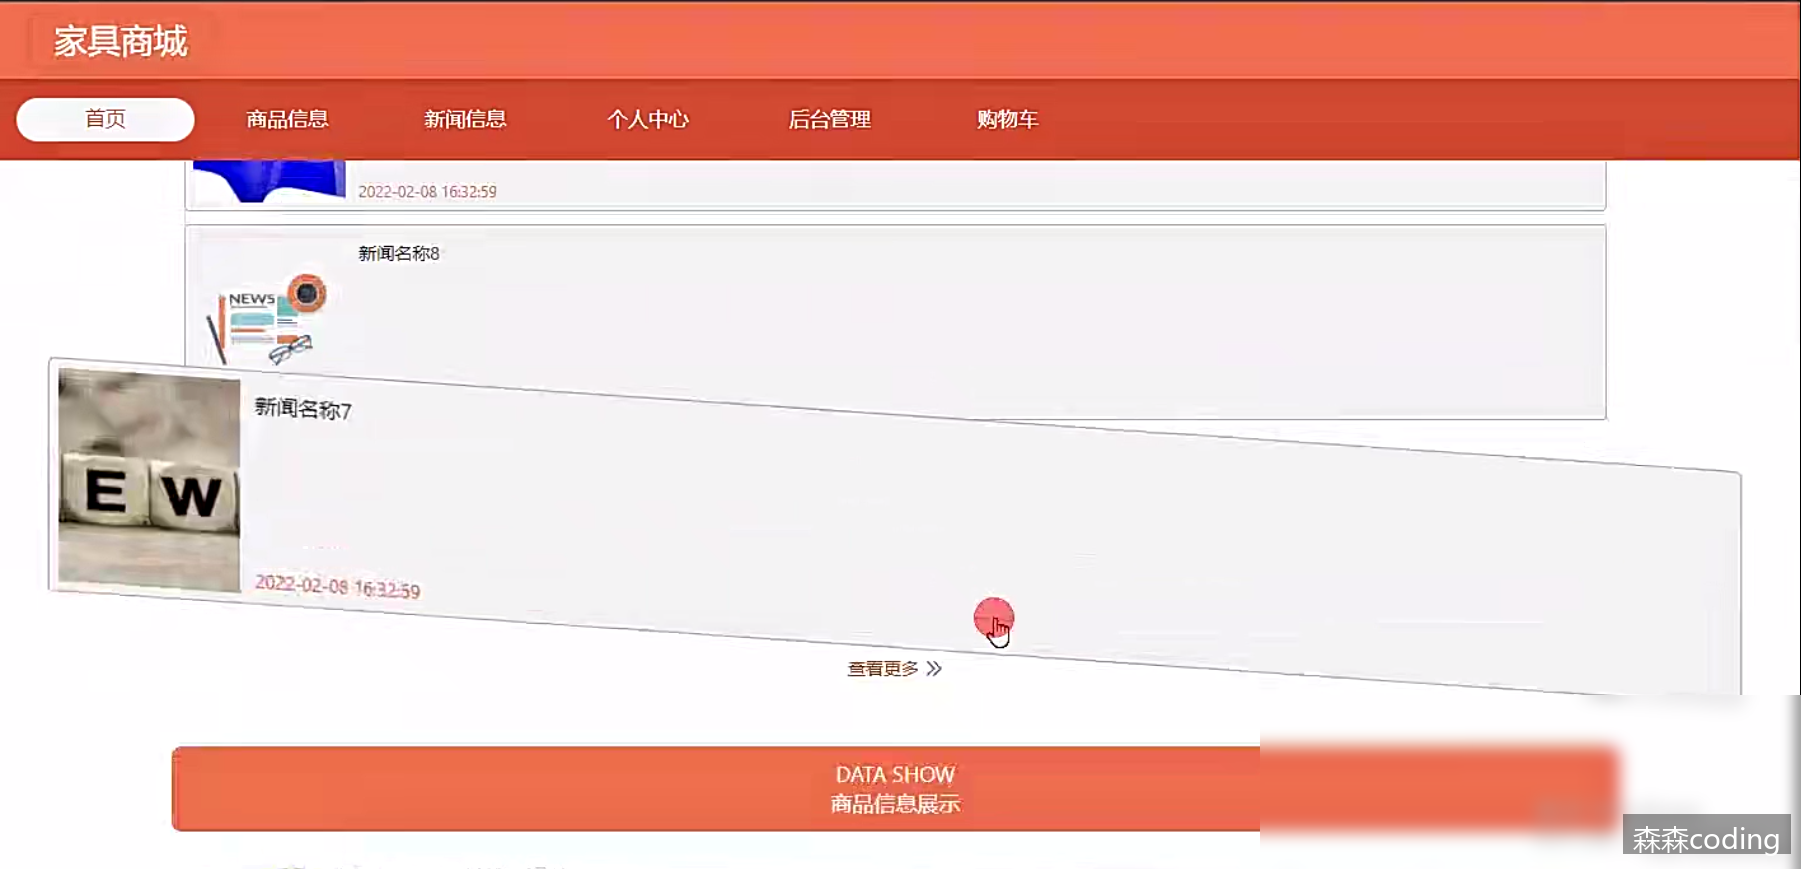 家具商城
首页 商品信息 新闻信息 个人中心 后台管理 购物车
2022-02-08 16:32:59
新闻名称8
NEWS
新闻名称7
E W
2022-02-08 16:32:59
查看更多
DATA SHOW
商品信息展示
森森coding